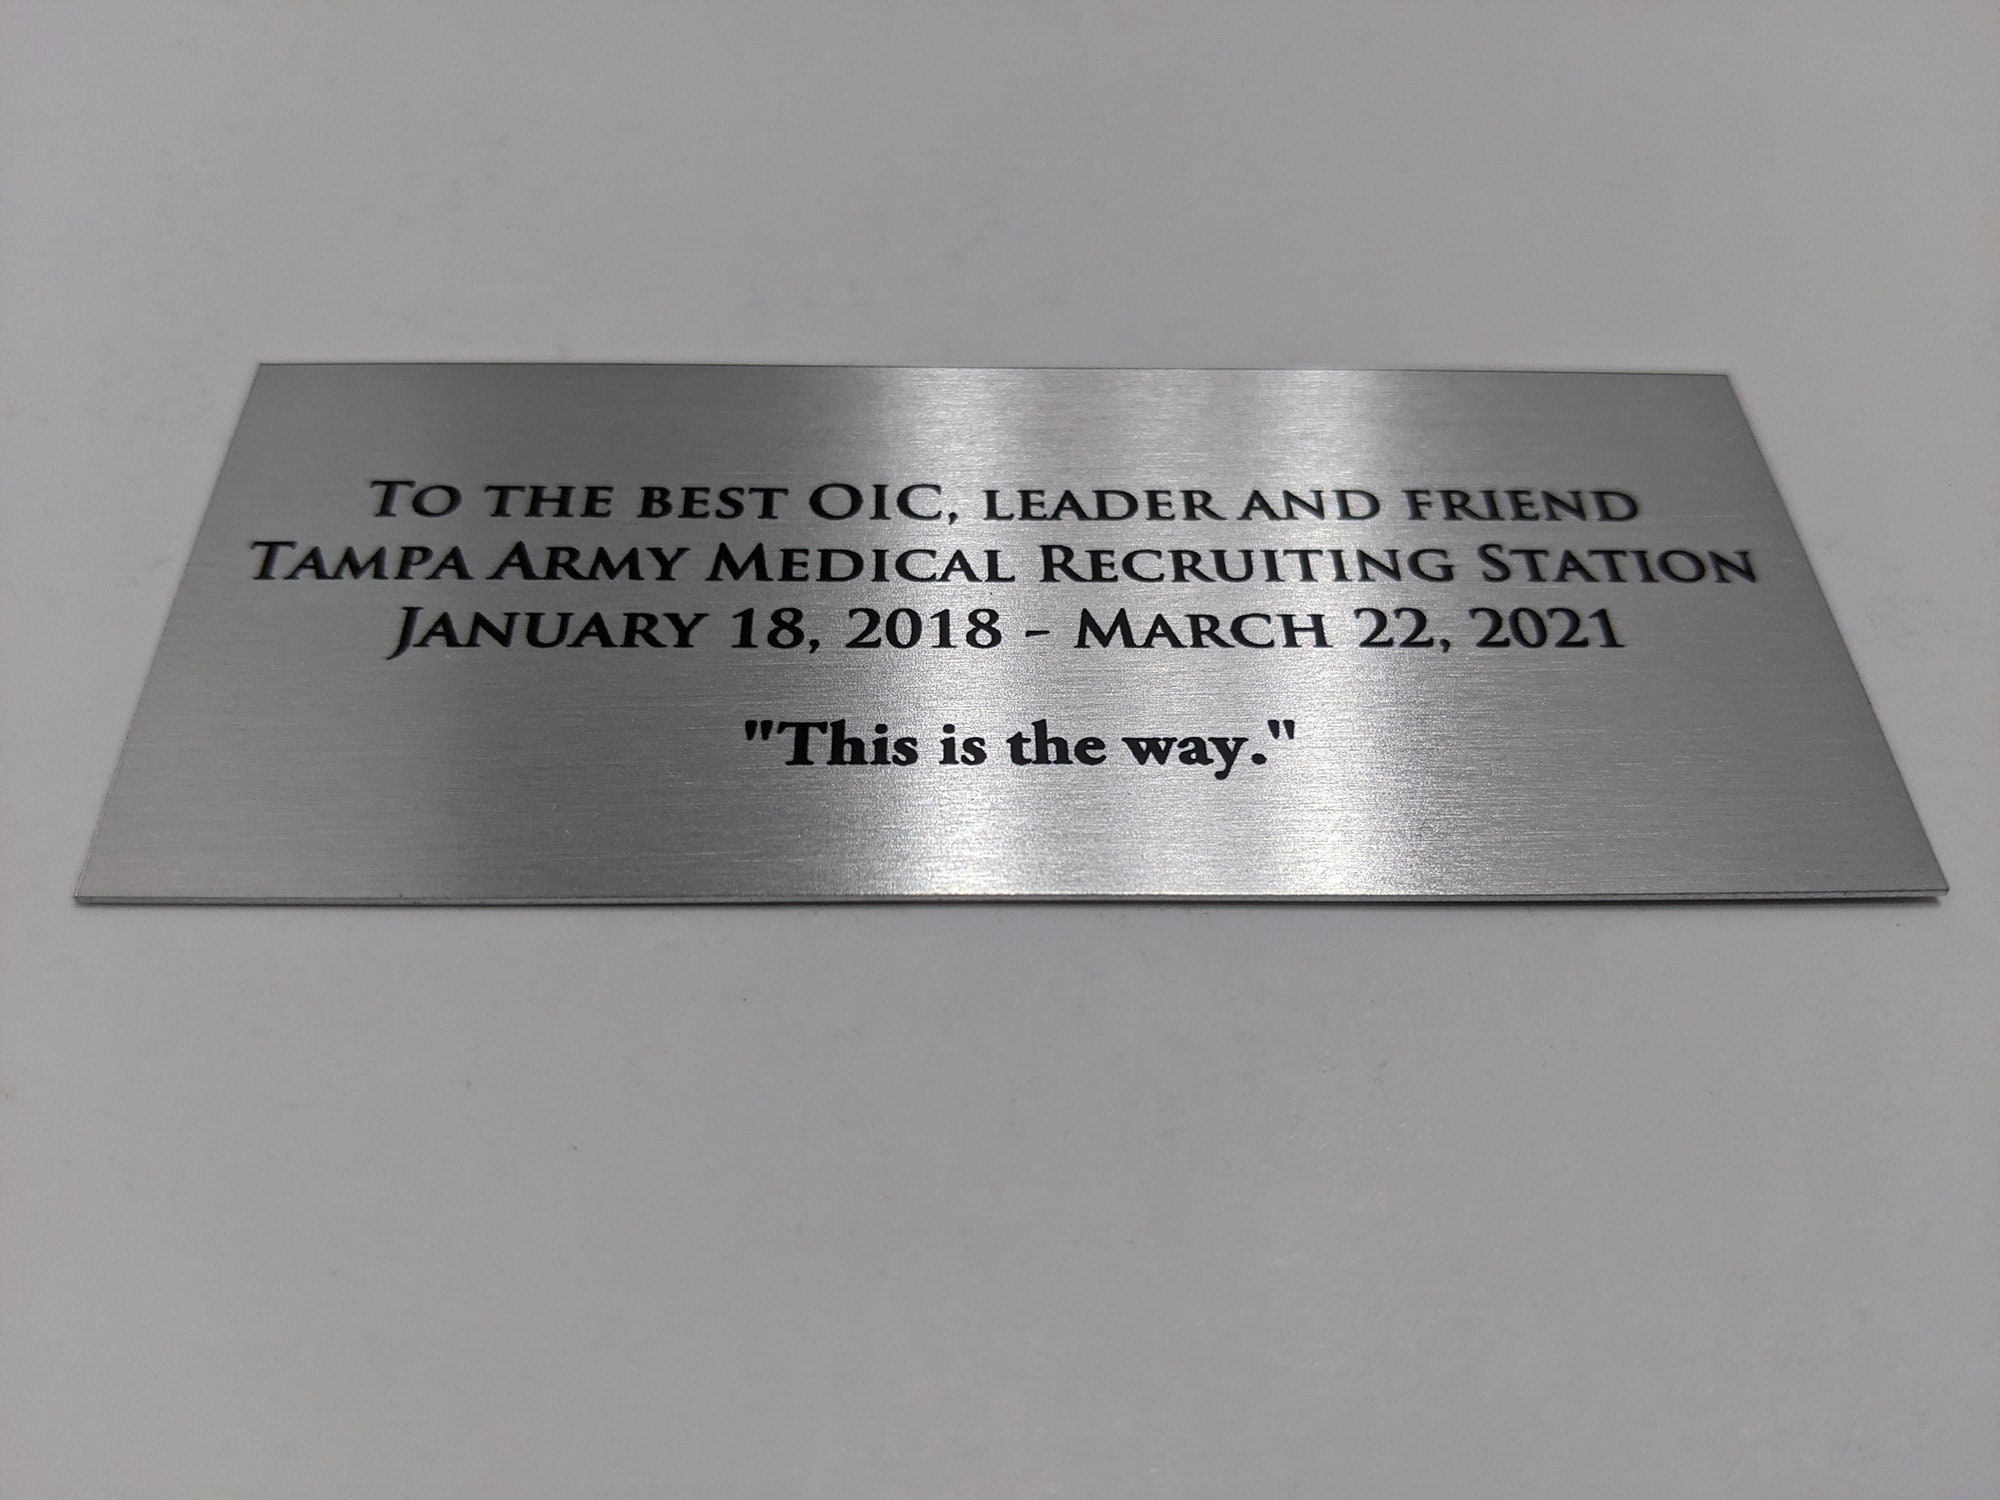 To the best OIC, leader and friend
Tampa Army Medical Recruiting Station
January 18, 2018 - March 22, 2021
"This is the way."